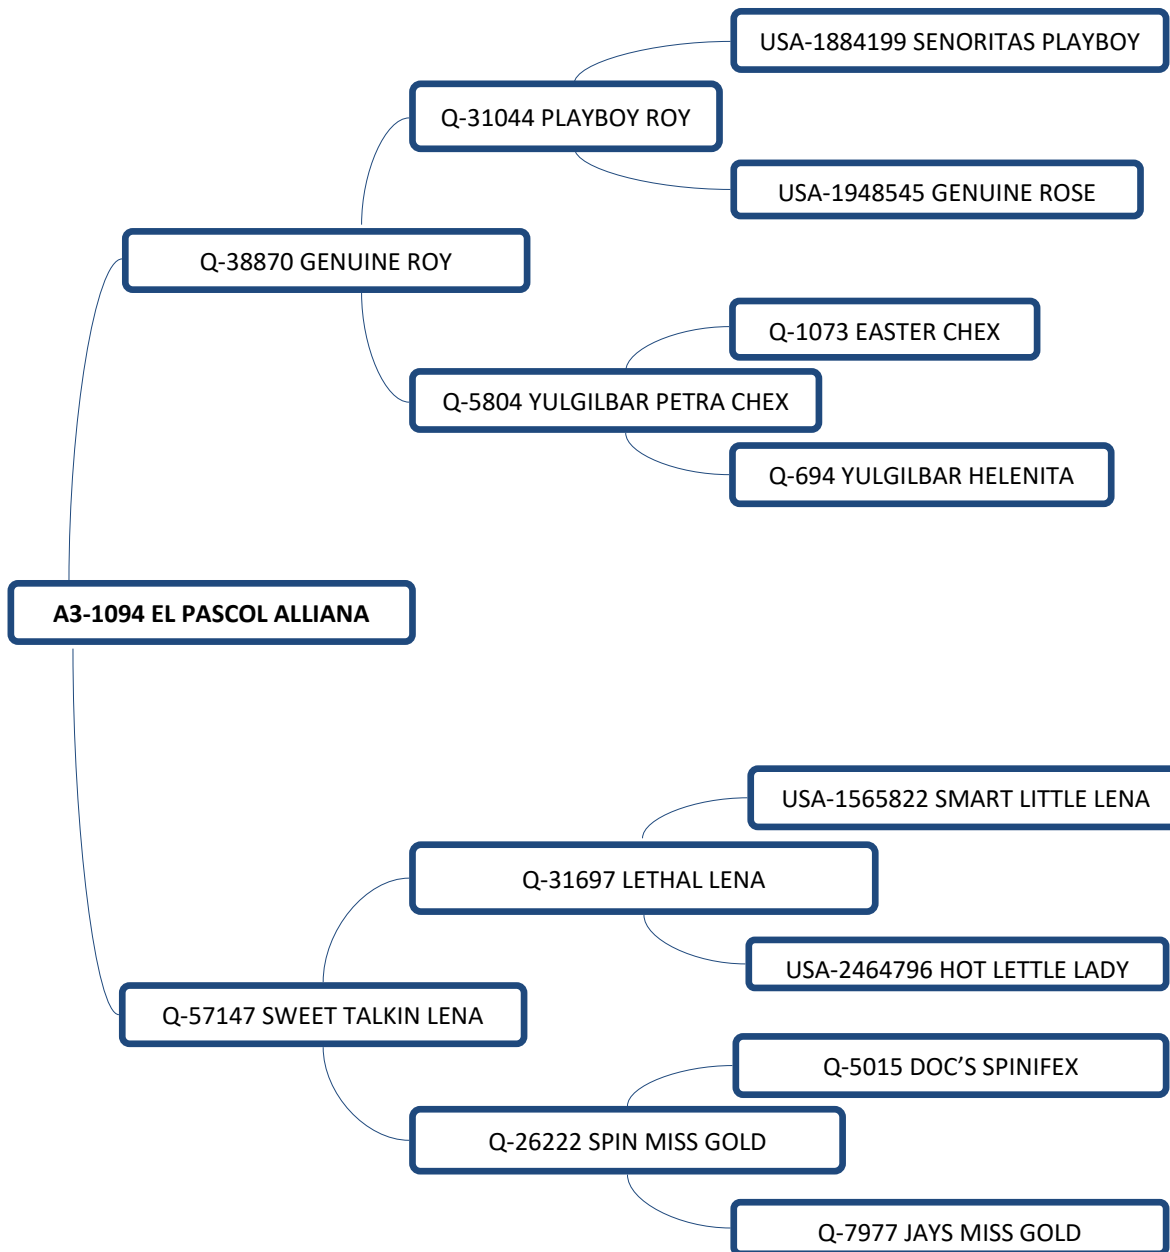 USA-1884199 SENORITAS PLAYBOY
Q-31044 PLAYBOY ROY
USA-1948545 GENUINE ROSE
Q-38870 GENUINE ROY
Q-1073 EASTER CHEX
Q-5804 YULGILBAR PETRA CHEX
Q-694 YULGILBAR HELENITA
A3-1094 EL PASCOL ALLIANA
USA-1565822 SMART LITTLE LENA
Q-31697 LETHAL LENA
USA-2464796 HOT LETTLE LADY
Q-57147 SWEET TALKIN LENA
Q-5015 DOC’S SPINIFEX
Q-26222 SPIN MISS GOLD
Q-7977 JAYS MISS GOLD